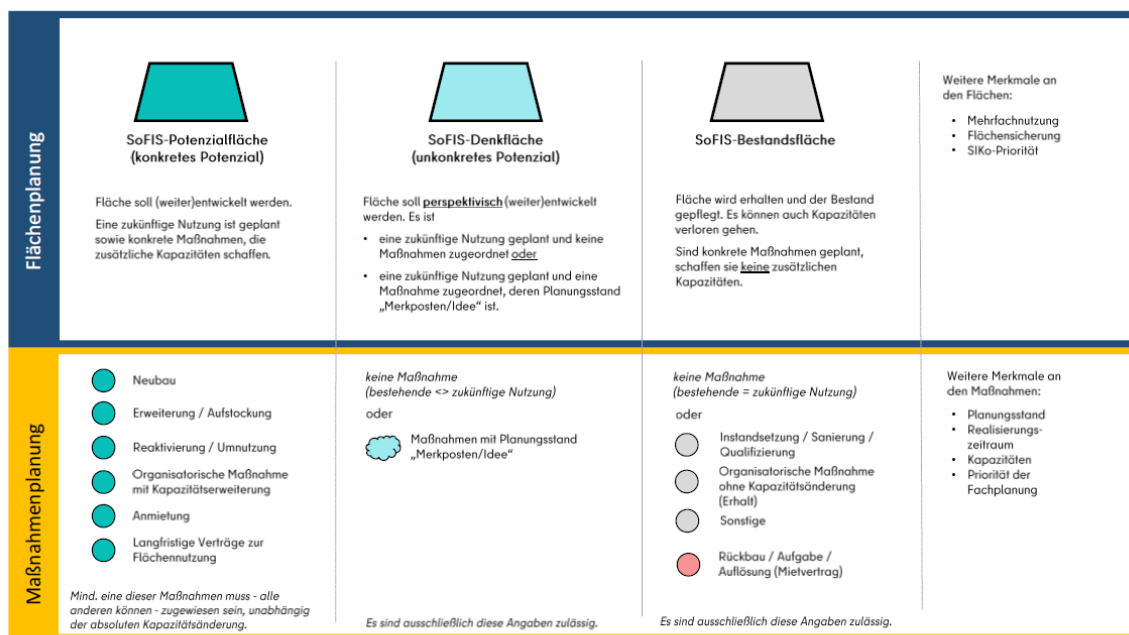 Flächenplanung
SoFIS-Potenzialfläche
(konkretes Potenzial)
Fläche soll (weiter)entwickelt werden.
Eine zukünftige Nutzung ist geplant
sowie konkrete Maßnahmen, die
zusätzliche Kapazitäten schaffen.
SoFIS-Denkfläche
(unkonkretes Potenzial)
Fläche soll perspektivisch (weiter)entwickelt
werden. Es ist
• eine zukünftige Nutzung geplant und keine
Maßnahmen zugeordnet oder
• eine zukünftige Nutzung geplant und eine
Maßnahme zugeordnet, deren Planungsstand
„Merkposten/Idee“ ist.
SoFIS-Bestandsfläche
Fläche wird erhalten und der Bestand
gepflegt. Es können auch Kapazitäten
verloren gehen.
Sind konkrete Maßnahmen geplant,
schaffen sie keine zusätzlichen
Kapazitäten.
Weitere Merkmale an
den Flächen:
• Mehrfachnutzung
• Flächensicherung
• SIKo-Priorität
Maßnahmenplanung
Neubau
Erweiterung / Aufstockung
Reaktivierung / Umnutzung
Organisatorische Maßnahme
mit Kapazitätserweiterung
Anmietung
Langfristige Verträge zur
Flächennutzung
Mind. eine dieser Maßnahmen muss - alle
anderen können - zugewiesen sein, unabhängig
der absoluten Kapazitätsänderung.
keine Maßnahme
(bestehende <> zukünftige Nutzung)
oder
Maßnahmen mit Planungsstand
„Merkposten/Idee“
Es sind ausschließlich diese Angaben zulässig.
keine Maßnahme
(bestehende = zukünftige Nutzung)
oder
Instandsetzung / Sanierung /
Qualifizierung
Organisatorische Maßnahme
ohne Kapazitätsänderung
(Erhalt)
Sonstige
Rückbau / Aufgabe /
Auflösung (Mietvertrag)
Es sind ausschließlich diese Angaben zulässig.
Weitere Merkmale an
den Maßnahmen:
• Planungsstand
• Realisierungs-
zeitraum
• Kapazitäten
• Priorität der
Fachplanung